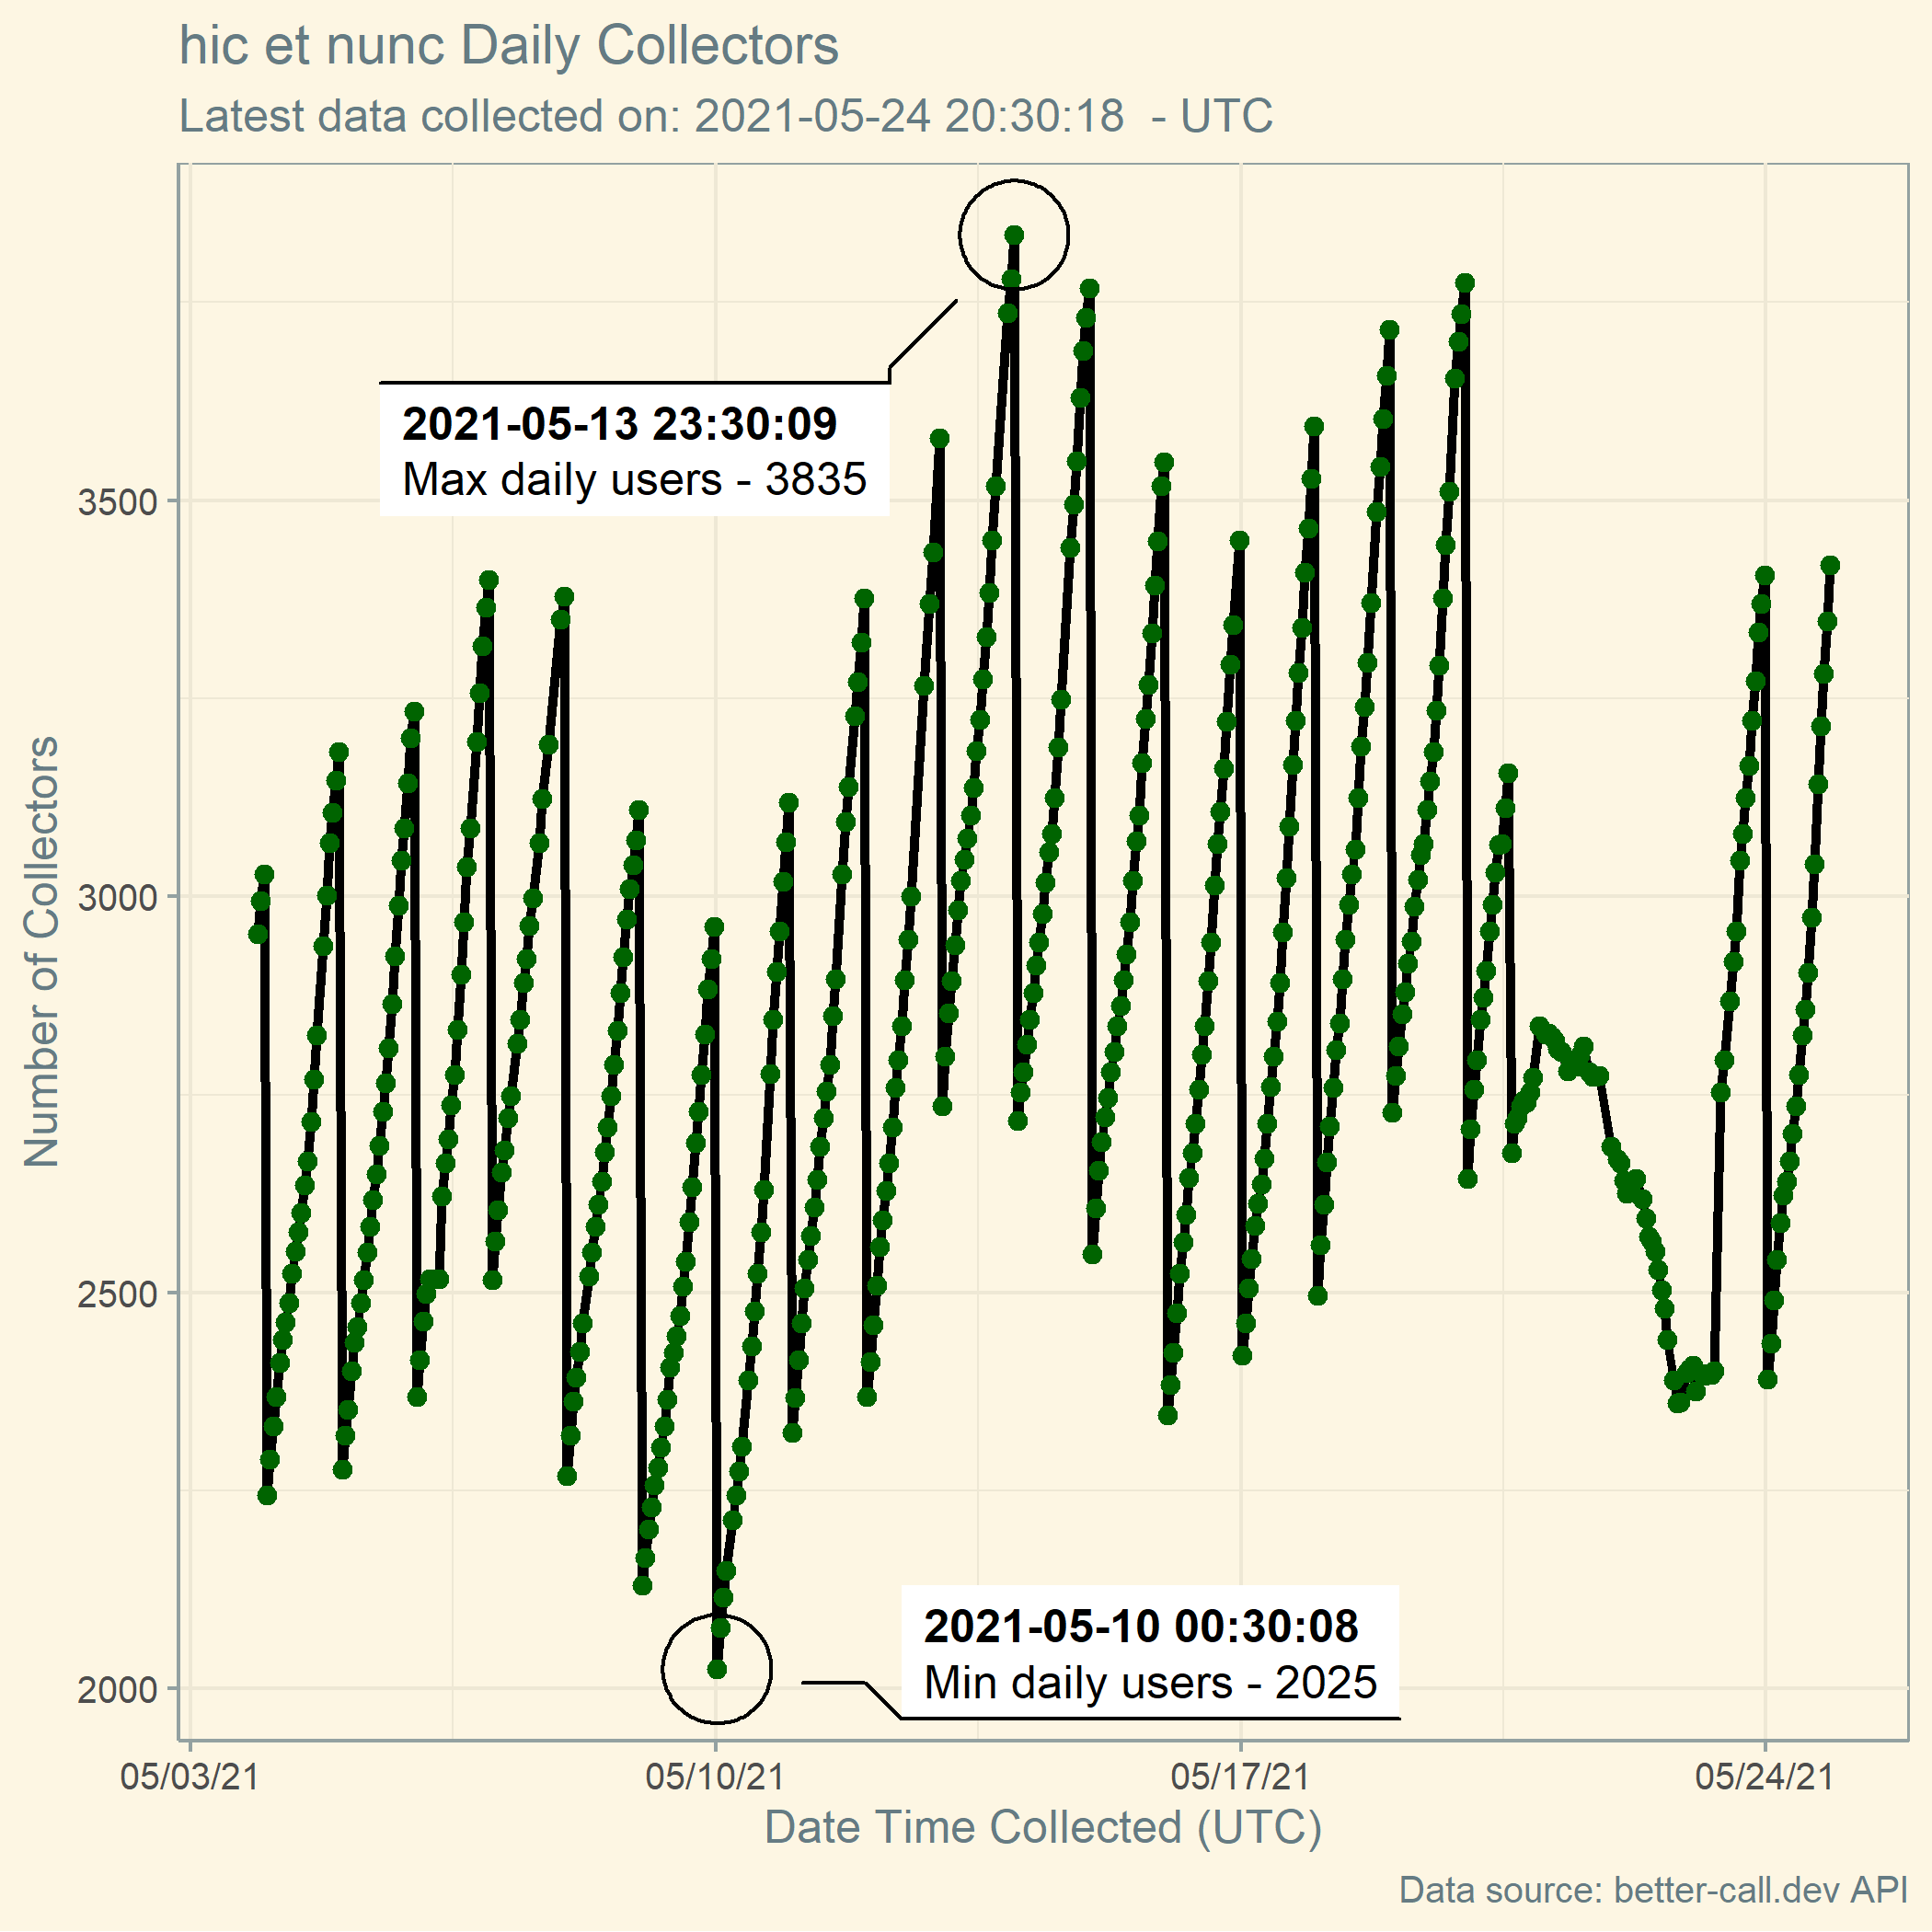 hic et nunc Daily Collectors
Latest data collected on: 2021-05-24 20:30:18  - UTC
2021-05-13 23:30:09
Max daily users - 3835
3500
3000
2500
2000
Number of Collectors
2021-05-10 00:30:08
Min daily users - 2025
05/03/21
05/10/21
05/17/21
05/24/21
Date Time Collected (UTC)
Data source: better-call.dev API